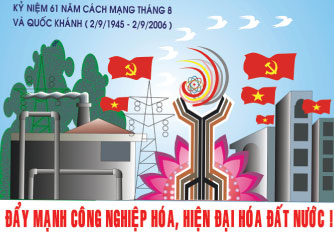 KỶ NIỆM 61 NĂM CÁCH MẠNG THÁNG 8
VÀ QUỐC KHÁNH ( 2/9/1945 - 2/9/2006 )
ĐẨY MẠNH CÔNG NGHIỆP HÓA, HIỆN ĐẠI HÓA ĐẤT NƯỚC !